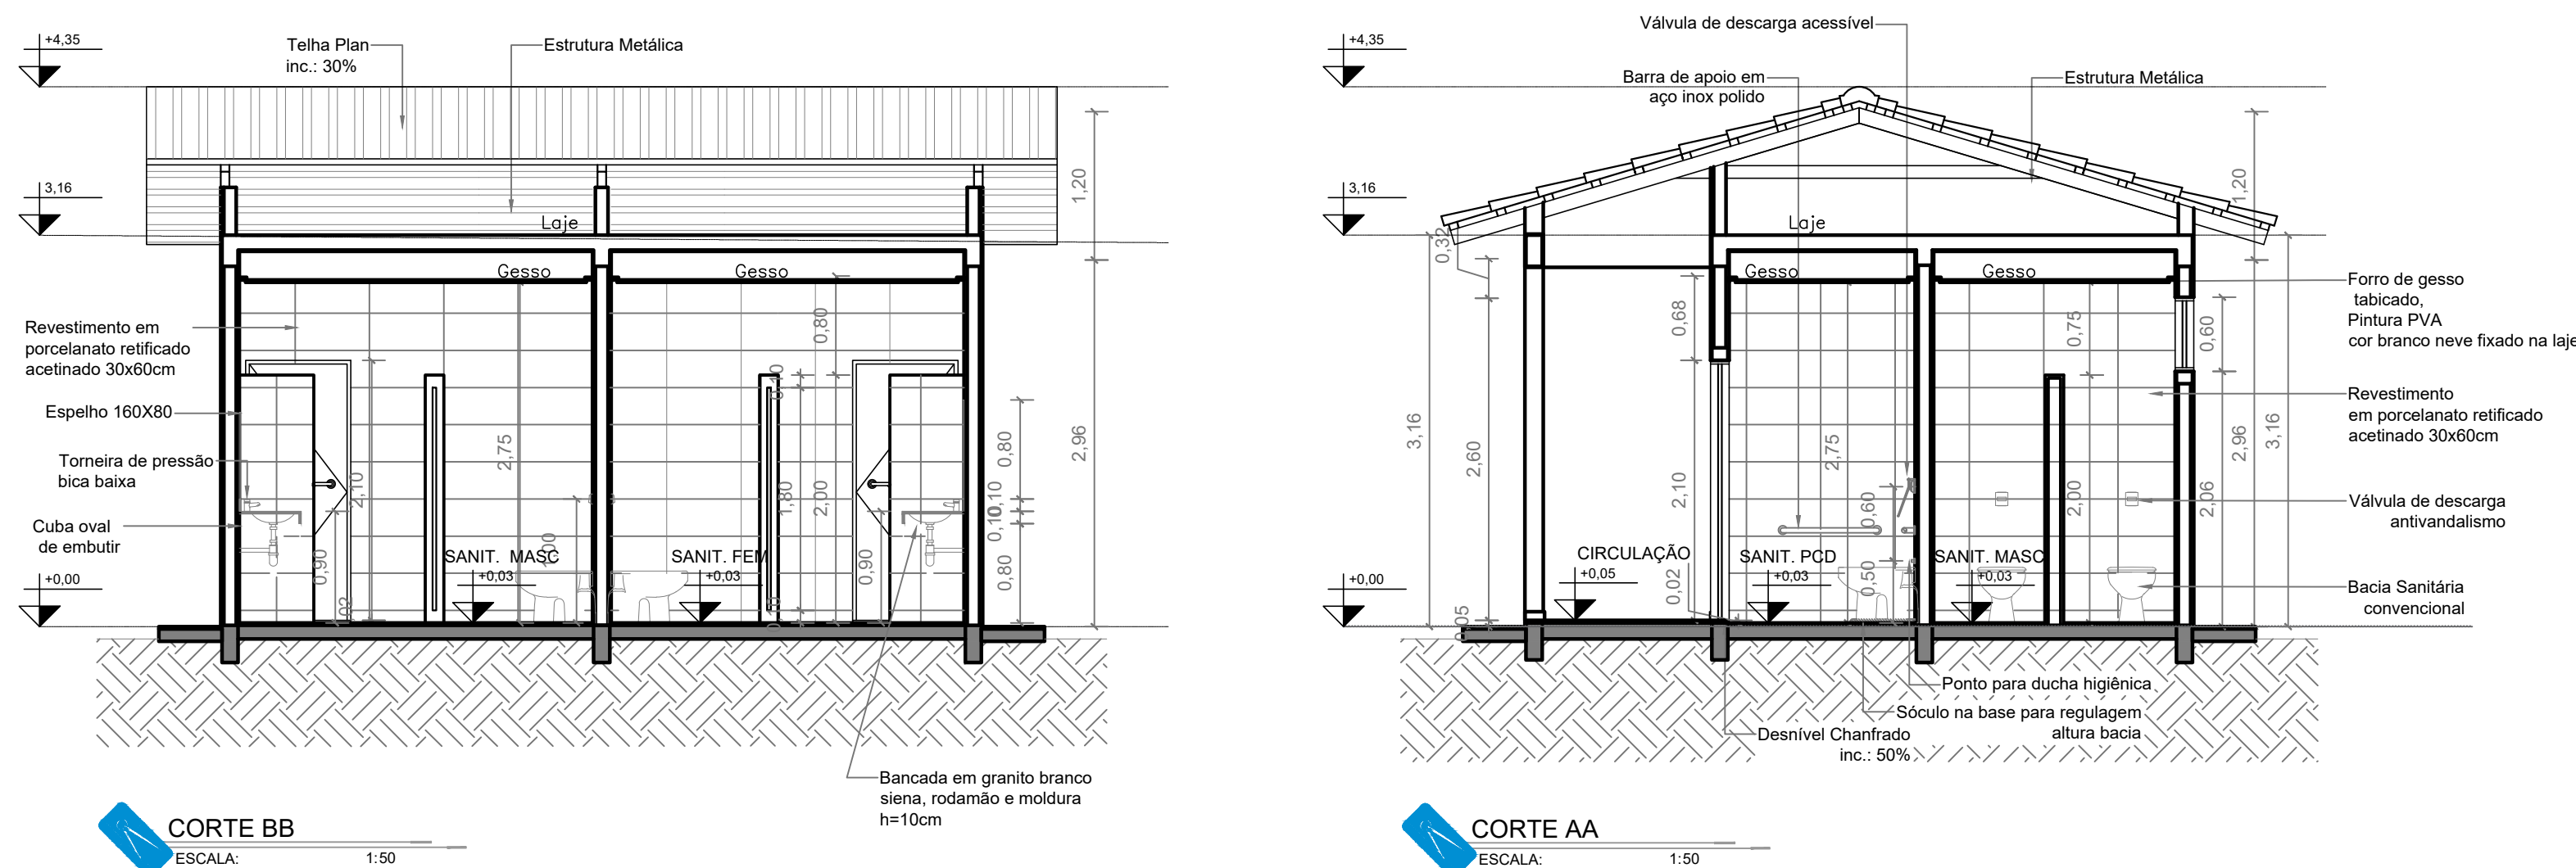 +4,35
Telha Plan
inc.: 30%
Estrutura Metálica
3,16
Laje
1,20
Gesso
Gesso
Revestimento em
porcelanato retificado
acetinado 30x60cm
0,80
0,10
Espelho 160X80
2,10
2,75
1,80
2,00
0,80
2,96
Torneira de pressão
bica baixa
0,10
0,10
Cuba oval
de embutir
0,90
SANIT. MASC
+0,03
SANIT. FEM
+0,03
0,90
0,80
+0,00
Bancada em granito branco
siena, rodamão e moldura
h=10cm
CORTE BB
ESCALA: 1:50
Válvula de descarga acessível
+4,35
Barra de apoio em
aço inox polido
Estrutura Metálica
3,16
1,20
0,32
Laje
Gesso
Gesso
Forro de gesso
tabicado,
Pintura PVA
cor branco neve fixado na laje
0,68
0,75
0,60
Revestimento
em porcelanato retificado
acetinado 30x60cm
3,16
2,60
2,10
2,75
0,60
2,00
2,06
2,96
3,16
Válvula de descarga
antivandalismo
CIRCULAÇÃO
+0,05
0,02
SANIT. PCD
+0,03
0,50
SANIT. MASC
+0,03
Bacia Sanitária
convencional
+0,00
0,05
Ponto para ducha higiênica
Sóculo na base para regulagem
altura bacia
Desnível Chanfrado
inc.: 50%
CORTE AA
ESCALA: 1:50